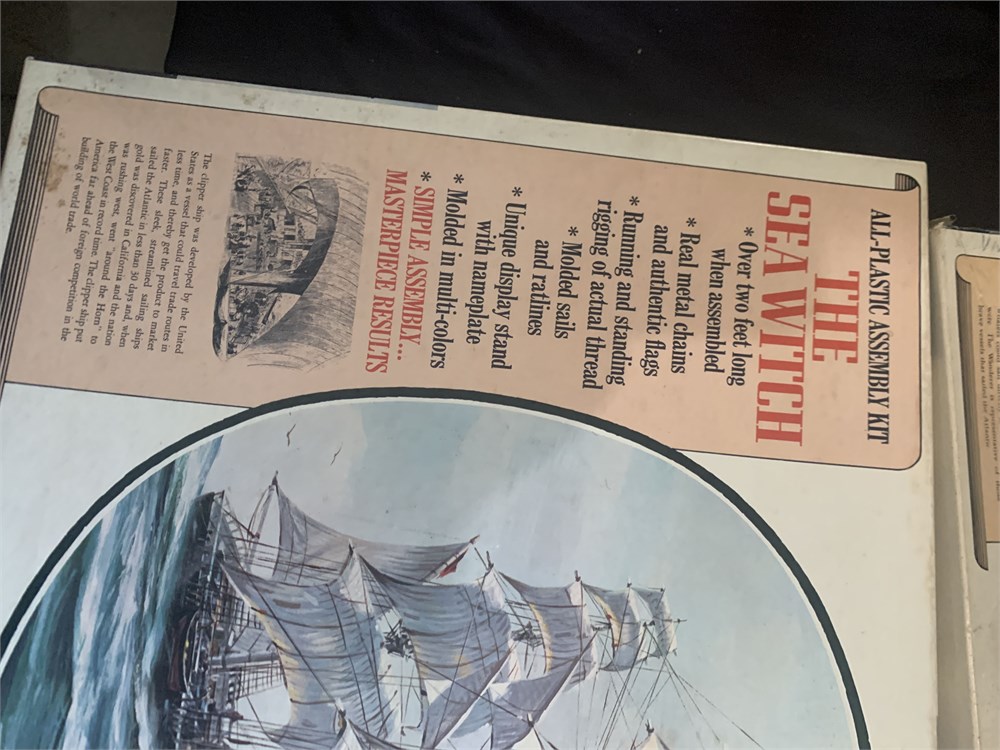 ALL-PLASTIC ASSEMBLY KIT
THE
SEA WITCH
* Over two feet long
when assembled
* Real metal chains
and authentic flags
* Running and standing
rigging of actual thread
* Molded sails
and ratlines
* Unique display stand
with nameplate
* Molded in multi-colors
* SIMPLE ASSEMBLY...
MASTERPIECE RESULTS
The clipper ship was developed by the United
States as a vessel that could travel trade routes in
less time, and thereby get the product to market
faster. These sleek, streamlined sailing ships
sailed the Atlantic in less than 30 days and, when
gold was discovered in California and the nation
was rushing west, went "around the Horn" to
the West Coast in record time. The clipper ship put
America far ahead of foreign competition in the
building of world trade.